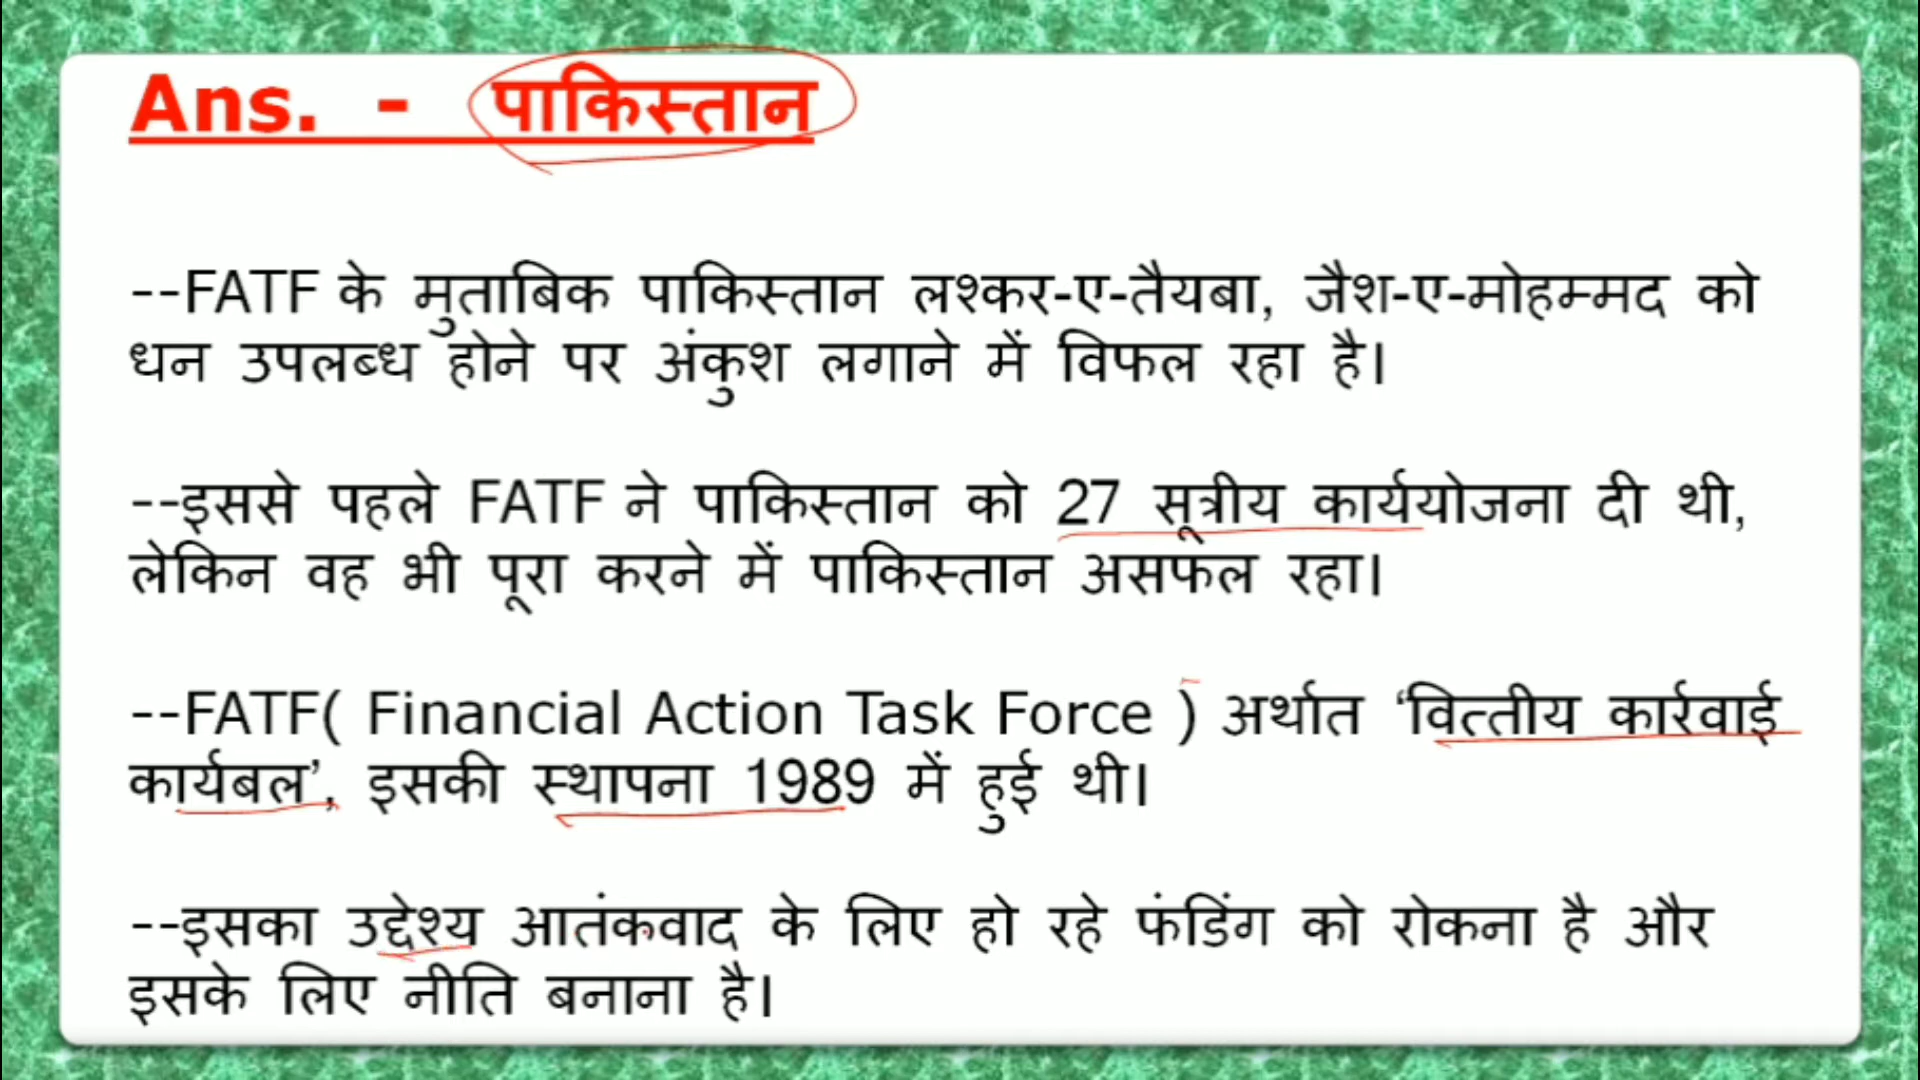 Ans. - पाकिस्तान
--FATF के मुताबिक पाकिस्तान लश्कर-ए-तैयबा, जैश-ए-मोहम्मद को
धन उपलब्ध होने पर अंकुश लगाने में विफल रहा है।
--इससे पहले FATF ने पाकिस्तान को 27 सूत्रीय कार्ययोजना दी थी,
लेकिन वह भी पूरा करने में पाकिस्तान असफल रहा।
--FATF( Financial Action Task Force ) अर्थात ‘वित्तीय कार्रवाई
कार्यबल’, इसकी स्थापना 1989 में हुई थी।
--इसका उद्देश्य आतंकवाद के लिए हो रहे फंडिंग को रोकना है और
इसके लिए नीति बनाना है।